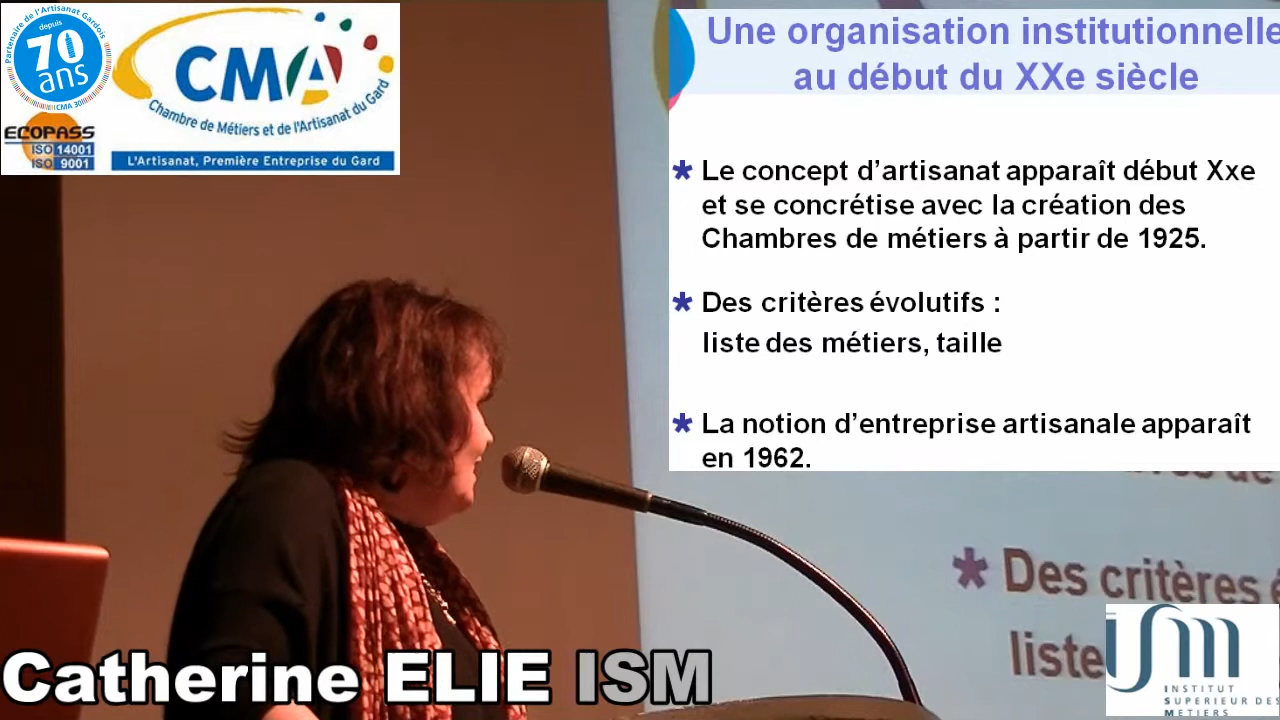 Partenaire de l'Artisanat Gardois
depuis
70
ans
CMA 30
CMA
Chambre de Métiers et de l'Artisanat du Gard
ECOPASS
ISO 14001
ISO 9001
L'Artisanat, Première Entreprise du Gard
Une organisation institutionnelle
au début du XXe siècle
* Le concept d'artisanat apparaît début Xxe
et se concrétise avec la création des
Chambres de métiers à partir de 1925.
* Des critères évolutifs :
liste des métiers, taille
* La notion d'entreprise artisanale apparaît
en 1962.
* Des critères é
liste
Catherine ELIE ISM
ism
INSTITUT
SUPERIEUR DES
METIERS